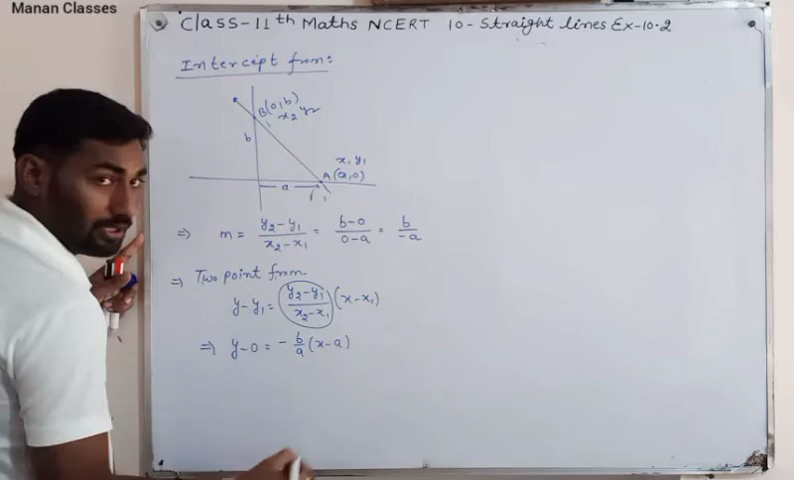 Manan Classes
Class-11th Maths NCERT 10-Straight lines Ex-10.2
Intercept from:
B(0,b)
x₂ y₂
b
x₁ y₁
A(a,0)
a
⇒ m = y₂-y₁/x₂-x₁ = b-0/0-a = b/-a
⇒ Two point from-
y-y₁ = y₂-y₁/x₂-x₁ (x-x₁)
⇒ y-0 = -b/a (x-a)